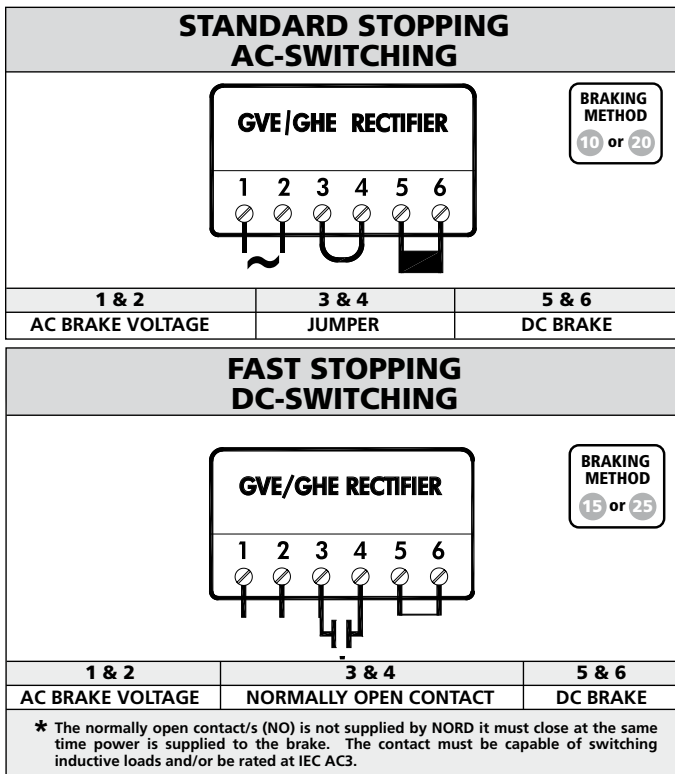 STANDARD STOPPING
AC-SWITCHING
GVE/GHE RECTIFIER
BRAKING
METHOD
10 or 20
1 2 3 4 5 6
~
1 & 2 3 & 4 5 & 6
AC BRAKE VOLTAGE JUMPER DC BRAKE
FAST STOPPING
DC-SWITCHING
GVE/GHE RECTIFIER
BRAKING
METHOD
15 or 25
1 2 3 4 5 6
1 & 2 3 & 4 5 & 6
AC BRAKE VOLTAGE NORMALLY OPEN CONTACT DC BRAKE
* The normally open contact/s (NO) is not supplied by NORD it must close at the same
time power is supplied to the brake. The contact must be capable of switching
inductive loads and/or be rated at IEC AC3.